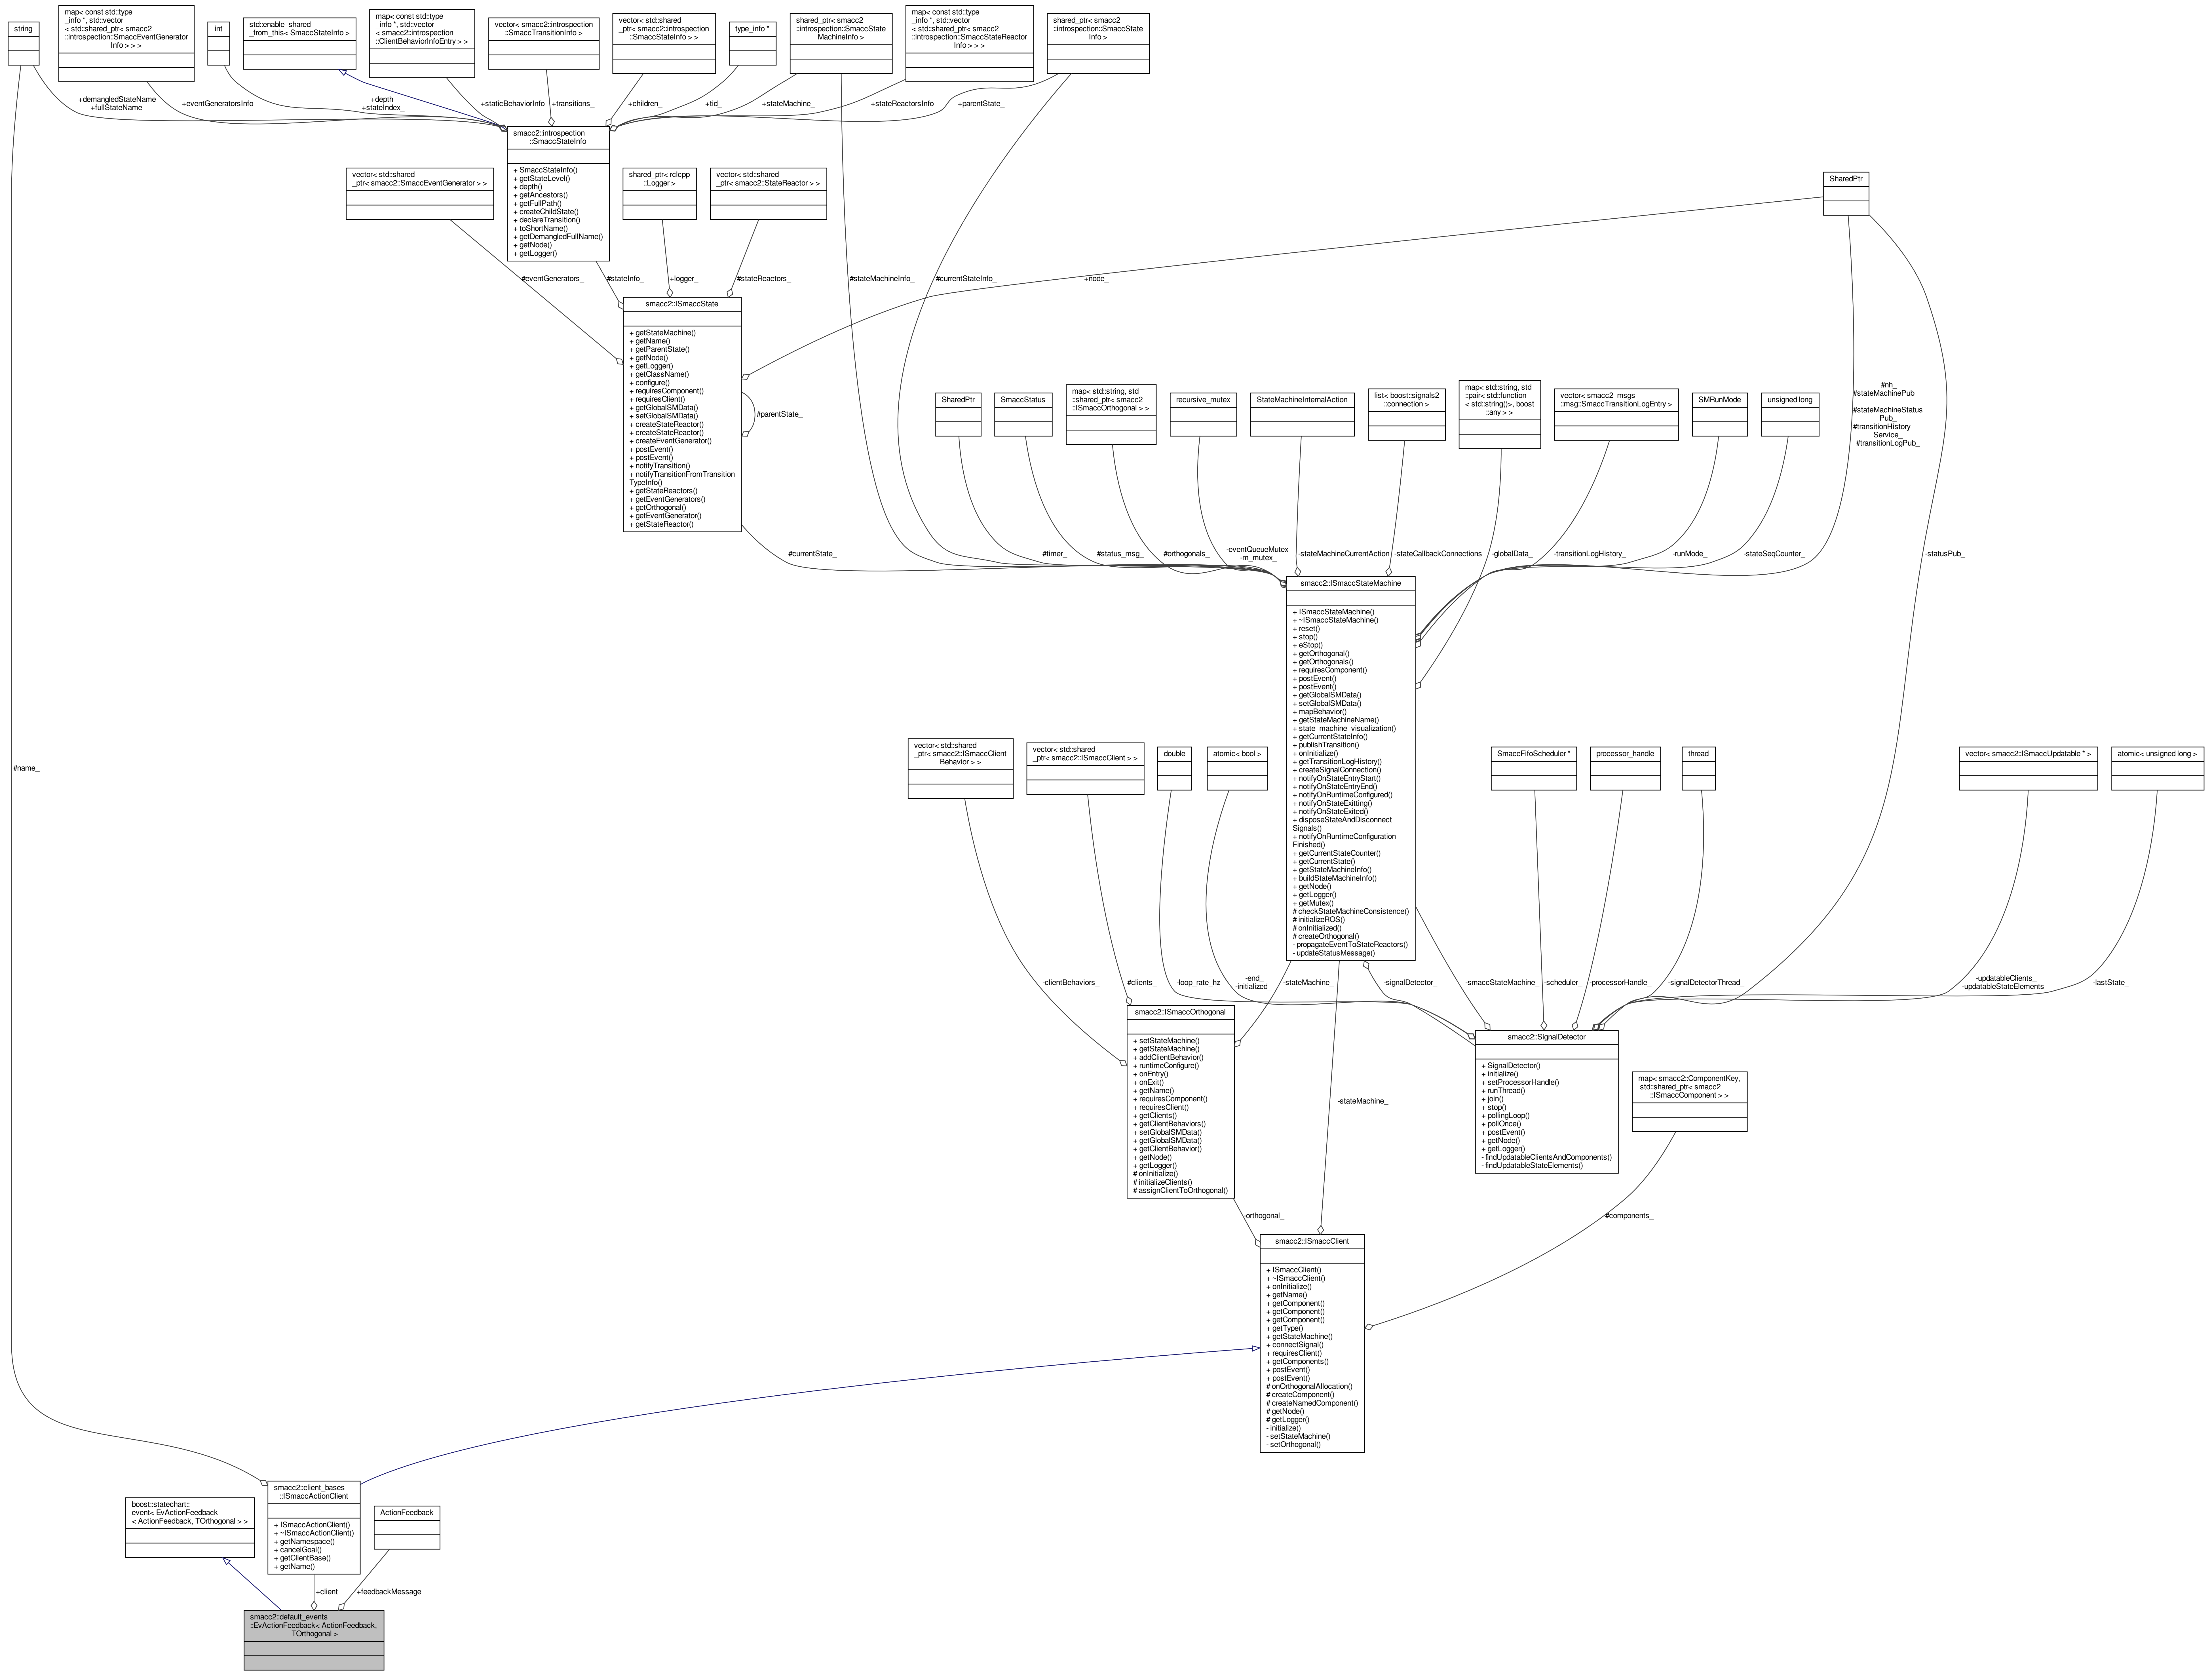 string
map< const std::type
_info *, std::vector
< std::shared_ptr< smacc2
::introspection::SmaccEventGenerator
Info > > >
int
std::enable_shared
_from_this< SmaccStateInfo >
map< const std::type
_info *, std::vector
< smacc2::introspection
::ClientBehaviorInfoEntry > >
vector< smacc2::introspection
::SmaccTransitionInfo >
vector< std::shared
_ptr< smacc2::introspection
::SmaccStateInfo > >
type_info *
shared_ptr< smacc2
::introspection::SmaccState
MachineInfo >
map< const std::type
_info *, std::vector
< std::shared_ptr< smacc2
::introspection::SmaccStateReactor
Info > > >
shared_ptr< smacc2
::introspection::SmaccState
Info >
+demangledStateName
+fullStateName
+eventGeneratorsInfo
+depth_
+stateIndex_
+staticBehaviorInfo
+transitions_
+children_
+tid_
+stateMachine_
+stateReactorsInfo
+parentState_
smacc2::introspection
::SmaccStateInfo
+ SmaccStateInfo()
+ getStateLevel()
+ depth()
+ getAncestors()
+ getFullPath()
+ createChildState()
+ declareTransition()
+ toShortName()
+ getDemangledFullName()
+ getNode()
+ getLogger()
vector< std::shared
_ptr< smacc2::SmaccEventGenerator > >
shared_ptr< rclcpp
::Logger >
vector< std::shared
_ptr< smacc2::StateReactor > >
SharedPtr
#eventGenerators_
#stateInfo_
+logger_
#stateReactors_
#stateMachineInfo_
#currentStateInfo_
+node_
smacc2::ISmaccState
+ getStateMachine()
+ getName()
+ getParentState()
+ getNode()
+ getLogger()
+ getClassName()
+ configure()
+ requiresComponent()
+ requiresClient()
+ getGlobalSMData()
+ setGlobalSMData()
+ createStateReactor()
+ createStateReactor()
+ createEventGenerator()
+ postEvent()
+ postEvent()
+ notifyTransition()
+ notifyTransitionFromTransition
TypeInfo()
+ getStateReactors()
+ getEventGenerators()
+ getOrthogonal()
+ getEventGenerator()
+ getStateReactor()
#parentState_
SharedPtr
SmaccStatus
map< std::string, std
::shared_ptr< smacc2
::ISmaccOrthogonal > >
recursive_mutex
StateMachineInternalAction
list< boost::signals2
::connection >
map< std::string, std
::pair< std::function
< std::string()>, boost
::any > >
vector< smacc2_msgs
::msg::SmaccTransitionLogEntry >
SMRunMode
unsigned long
#nh_
#stateMachinePub
_
#stateMachineStatus
Pub_
#transitionHistory
Service_
#transitionLogPub_
#currentState_
#timer_
#status_msg_
#orthogonals_
-eventQueueMutex_
-m_mutex_
-stateMachineCurrentAction
-stateCallbackConnections
-globalData_
-transitionLogHistory_
-runMode_
-stateSeqCounter_
-statusPub_
smacc2::ISmaccStateMachine
+ ISmaccStateMachine()
+ ~ISmaccStateMachine()
+ reset()
+ stop()
+ eStop()
+ getOrthogonal()
+ getOrthogonals()
+ requiresComponent()
+ postEvent()
+ postEvent()
+ getGlobalSMData()
+ setGlobalSMData()
+ mapBehavior()
+ getStateMachineName()
+ state_machine_visualization()
+ getCurrentStateInfo()
+ publishTransition()
+ onInitialize()
+ getTransitionLogHistory()
+ createSignalConnection()
+ notifyOnStateEntryStart()
+ notifyOnStateEntryEnd()
+ notifyOnRuntimeConfigured()
+ notifyOnStateExitting()
+ notifyOnStateExited()
+ disposeStateAndDisconnect
Signals()
+ notifyOnRuntimeConfiguration
Finished()
+ getCurrentStateCounter()
+ getCurrentState()
+ getStateMachineInfo()
+ buildStateMachineInfo()
+ getNode()
+ getLogger()
+ getMutex()
# checkStateMachineConsistence()
# initializeROS()
# onInitialized()
# createOrthogonal()
- propagateEventToStateReactors()
- updateStatusMessage()
#name_
vector< std::shared
_ptr< smacc2::ISmaccClient
Behavior > >
vector< std::shared
_ptr< smacc2::ISmaccClient > >
double
atomic< bool >
SmaccFifoScheduler *
processor_handle
thread
vector< smacc2::ISmaccUpdatable * >
atomic< unsigned long >
-clientBehaviors_
#clients_
-loop_rate_hz
-end_
-initialized_
-stateMachine_
-signalDetector_
-smaccStateMachine_
-scheduler_
-processorHandle_
-signalDetectorThread_
-updatableClients_
-updatableStateElements_
-lastState_
smacc2::ISmaccOrthogonal
+ setStateMachine()
+ getStateMachine()
+ addClientBehavior()
+ runtimeConfigure()
+ onEntry()
+ onExit()
+ getName()
+ requiresComponent()
+ requiresClient()
+ getClients()
+ getClientBehaviors()
+ setGlobalSMData()
+ getGlobalSMData()
+ getClientBehavior()
+ getNode()
+ getLogger()
# onInitialize()
# initializeClients()
# assignClientToOrthogonal()
smacc2::SignalDetector
+ SignalDetector()
+ initialize()
+ setProcessorHandle()
+ runThread()
+ join()
+ stop()
+ pollingLoop()
+ pollOnce()
+ postEvent()
+ getNode()
+ getLogger()
- findUpdatableClientsAndComponents()
- findUpdatableStateElements()
map< smacc2::ComponentKey,
std::shared_ptr< smacc2
::ISmaccComponent > >
-stateMachine_
-orthogonal_
#components_
smacc2::ISmaccClient
+ ISmaccClient()
+ ~ISmaccClient()
+ onInitialize()
+ getName()
+ getComponent()
+ getComponent()
+ getComponent()
+ getType()
+ getStateMachine()
+ connectSignal()
+ requiresClient()
+ getComponents()
+ postEvent()
+ postEvent()
# onOrthogonalAllocation()
# createComponent()
# createNamedComponent()
# getNode()
# getLogger()
- initialize()
- setStateMachine()
- setOrthogonal()
smacc2::client_bases
::ISmaccActionClient
+ ISmaccActionClient()
+ ~ISmaccActionClient()
+ getNamespace()
+ cancelGoal()
+ getClientBase()
+ getName()
boost::statechart::
event< EvActionFeedback
< ActionFeedback, TOrthogonal > >
ActionFeedback
+client
+feedbackMessage
smacc2::default_events
::EvActionFeedback< ActionFeedback,
TOrthogonal >